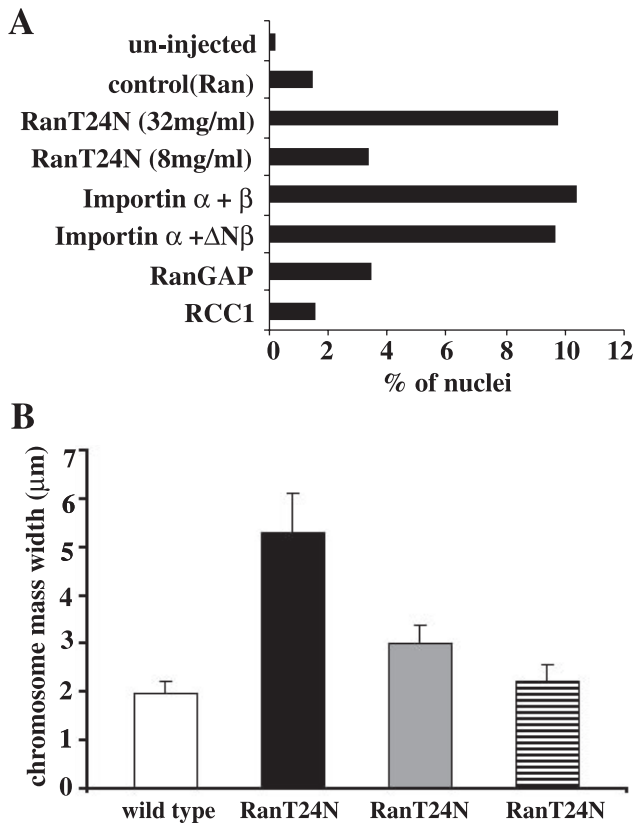 A
un-injected
control(Ran)
RanT24N (32mg/ml)
RanT24N (8mg/ml)
Importin α + β
Importin α +ΔNβ
RanGAP
RCC1
0 2 4 6 8 10 12
% of nuclei
B
chromosome mass width (μm)
7
6
5
4
3
2
1
0
wild type RanT24N RanT24N RanT24N